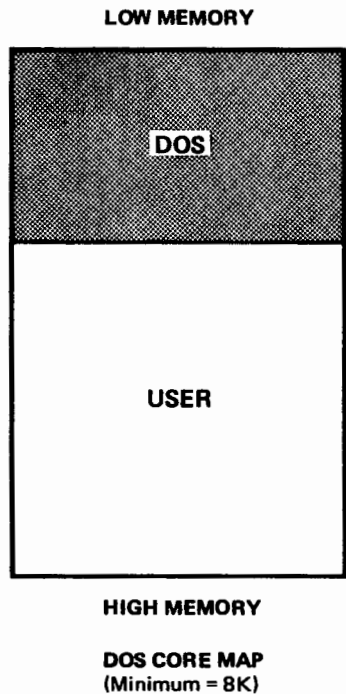 LOW MEMORY
DOS
USER
HIGH MEMORY
DOS CORE MAP
(Minimum = 8K)